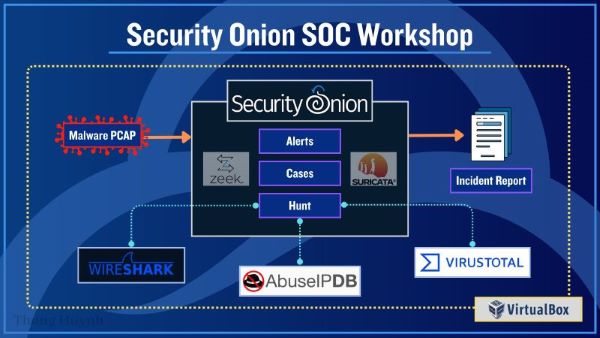 Security Onion SOC Workshop
Security Onion
Malware PCAP
Alerts
zeek
Cases
SURICATA
Hunt
Incident Report
WIRESHARK
AbuseIPDB
VIRUSTOTAL
VirtualBox
Thang Huynh